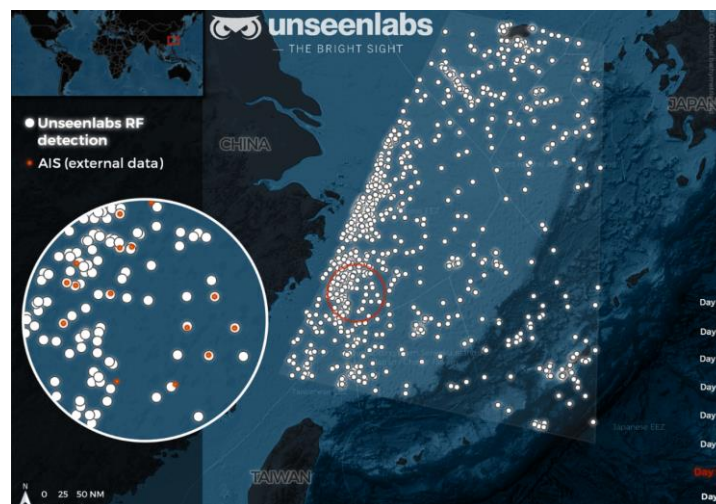 unseenlabs
THE BRIGHT SIGHT
Unseenlabs RF
detection
AIS (external data)
CHINA
JAPAN
TAIWAN
Japanese EEZ
N
0 25 50 NM
Day
Day
Day
Day
Day
Day
Day
Day